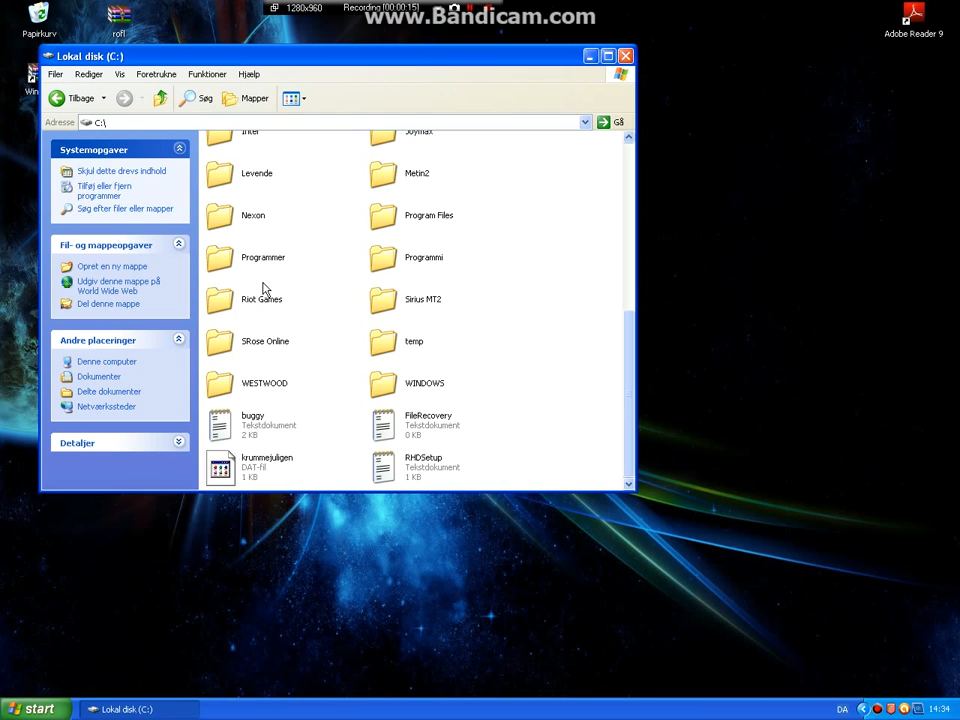 1280x960
Recording [00:00:15]
www.Bandicam.com
Papirkurv
rofl
Adobe Reader 9
Win
Lokal disk (C:)
Filer Rediger Vis Foretrukne Funktioner Hjælp
Tilbage Søg Mapper
Adresse C:\ Gå
Systemopgaver
Skjul dette drevs indhold
Tilføj eller fjern
programmer
Søg efter filer eller mapper
Fil- og mappeopgaver
Opret en ny mappe
Udgiv denne mappe på
World Wide Web
Del denne mappe
Andre placeringer
Denne computer
Dokumenter
Delte dokumenter
Netværkssteder
Detaljer
Intel Joymax
Levende Metin2
Nexon Program Files
Programmer Programmi
Riot Games Sirius MT2
SRose Online temp
WESTWOOD WINDOWS
buggy
Tekstdokument
2 KB
FileRecovery
Tekstdokument
0 KB
krummejuligen
DAT-fil
1 KB
RHDSetup
Tekstdokument
1 KB
start Lokal disk (C:) DA 14:34